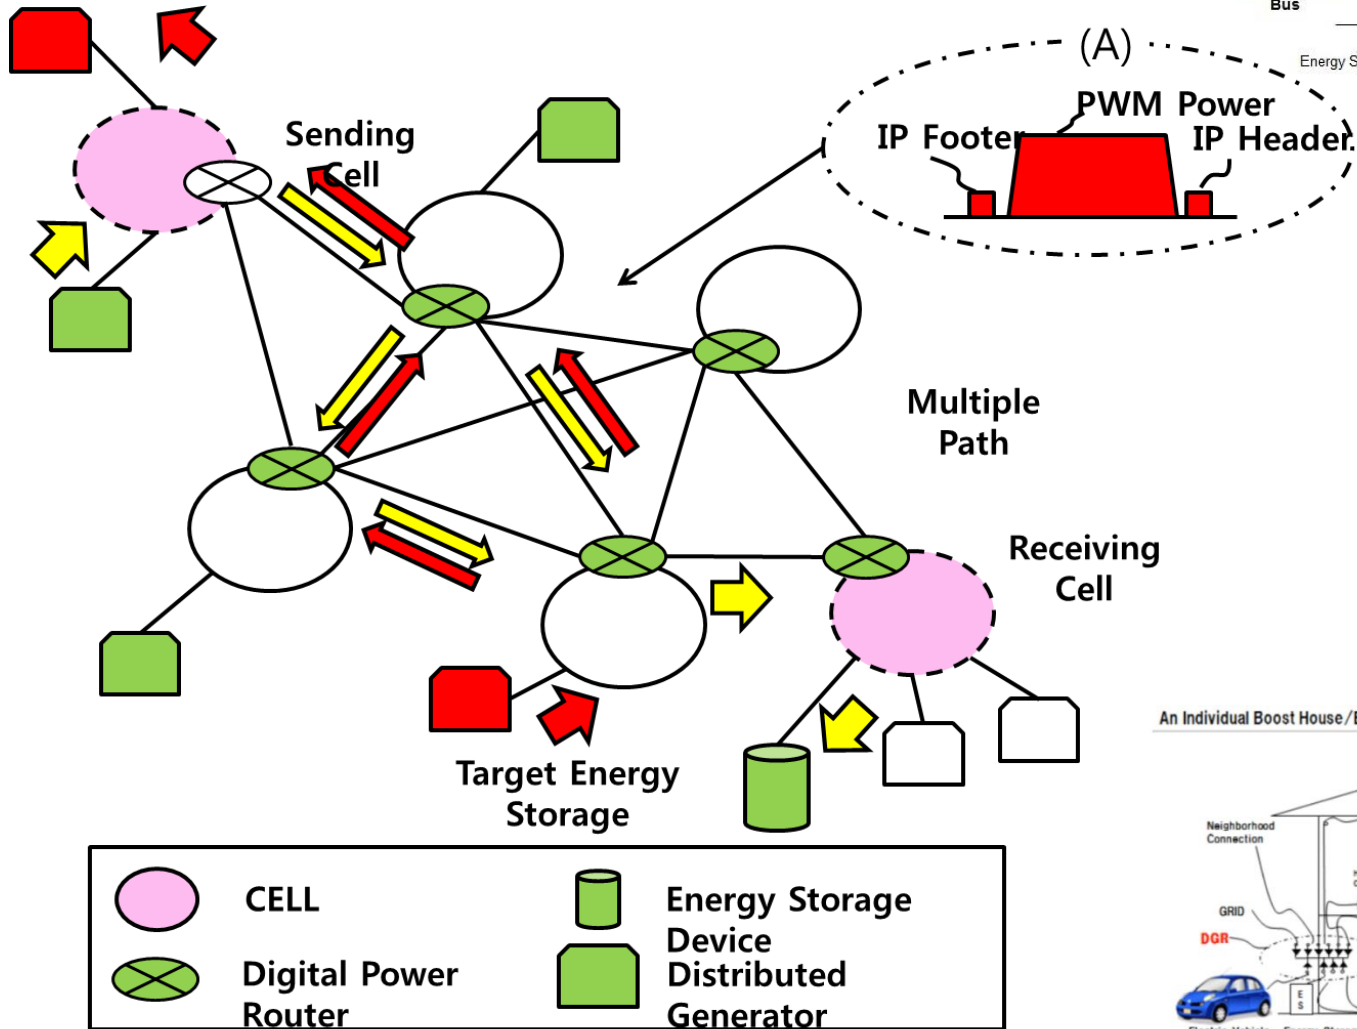 Bus
Energy S
(A)
PWM Power
IP Footer
IP Header
Sending
Cell
Multiple
Path
Receiving
Cell
Target Energy
Storage
An Individual Boost House/E
Neighborhood
Connection
GRID
DGR
E
S
CELL
Energy Storage
Device
Digital Power
Router
Distributed
Generator